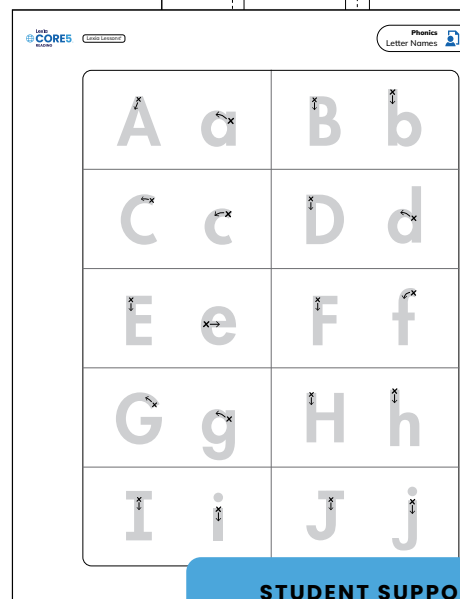 Lexia
CORE5
READING
Lexia Lessons®
Phonics
Letter Names
A a B b
C c D d
E e F f
G g H h
I i J j
STUDENT SUPPO